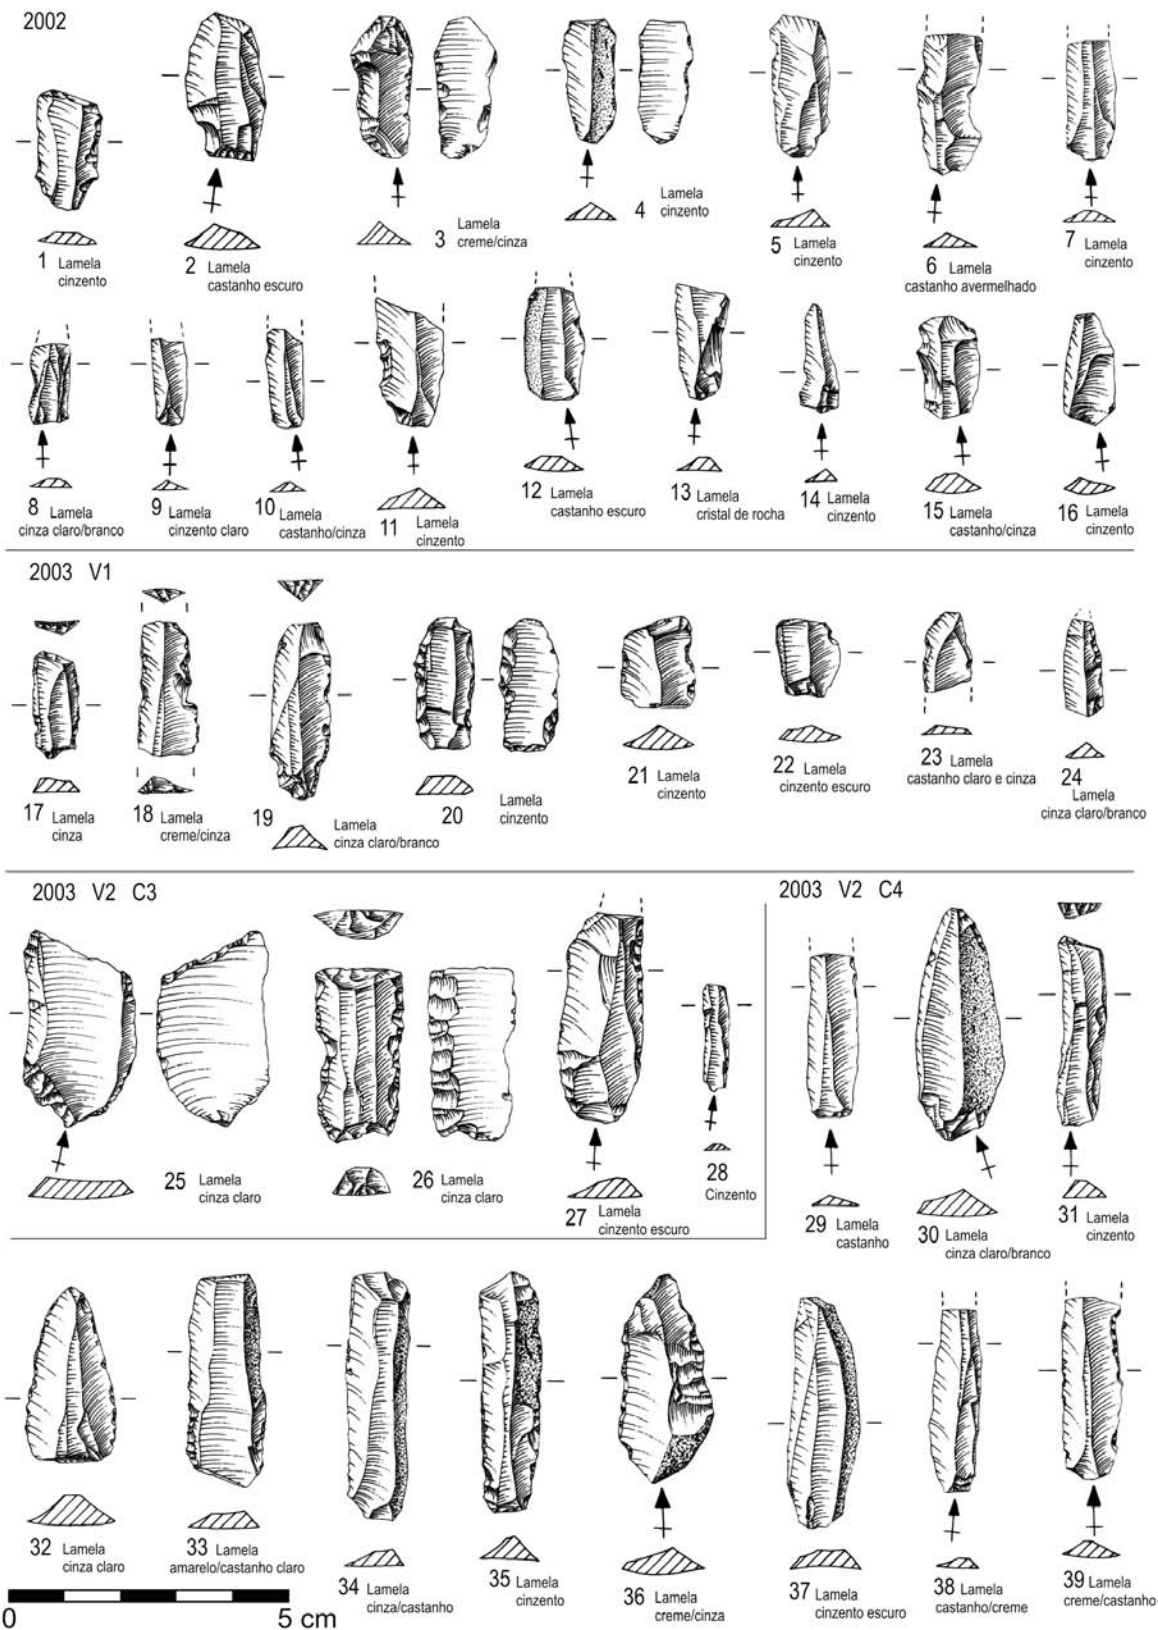 2002
1 Lamela
cinzento
2 Lamela
castanho escuro
3 Lamela
creme/cinza
4 Lamela
cinzento
5 Lamela
cinzento
6 Lamela
castanho avermelhado
7 Lamela
cinzento
8 Lamela
cinza claro/branco
9 Lamela
cinzento claro
10 Lamela
castanho/cinza
11 Lamela
cinzento
12 Lamela
castanho escuro
13 Lamela
cristal de rocha
14 Lamela
cinzento
15 Lamela
castanho/cinza
16 Lamela
cinzento
2003 V1
17 Lamela
cinza
18 Lamela
creme/cinza
19 Lamela
cinza claro/branco
20 Lamela
cinzento
21 Lamela
cinzento
22 Lamela
cinzento escuro
23 Lamela
castanho claro e cinza
24
Lamela
cinza claro/branco
2003 V2 C3
25 Lamela
cinza claro
26 Lamela
cinza claro
27 Lamela
cinzento escuro
28
Cinzento
2003 V2 C4
29 Lamela
castanho
30 Lamela
cinza claro/branco
31 Lamela
cinzento
32 Lamela
cinza claro
33 Lamela
amarelo/castanho claro
34 Lamela
cinza/castanho
35 Lamela
cinzento
36 Lamela
creme/cinza
37 Lamela
cinzento escuro
38 Lamela
castanho/creme
39 Lamela
creme/castanho
0 5 cm